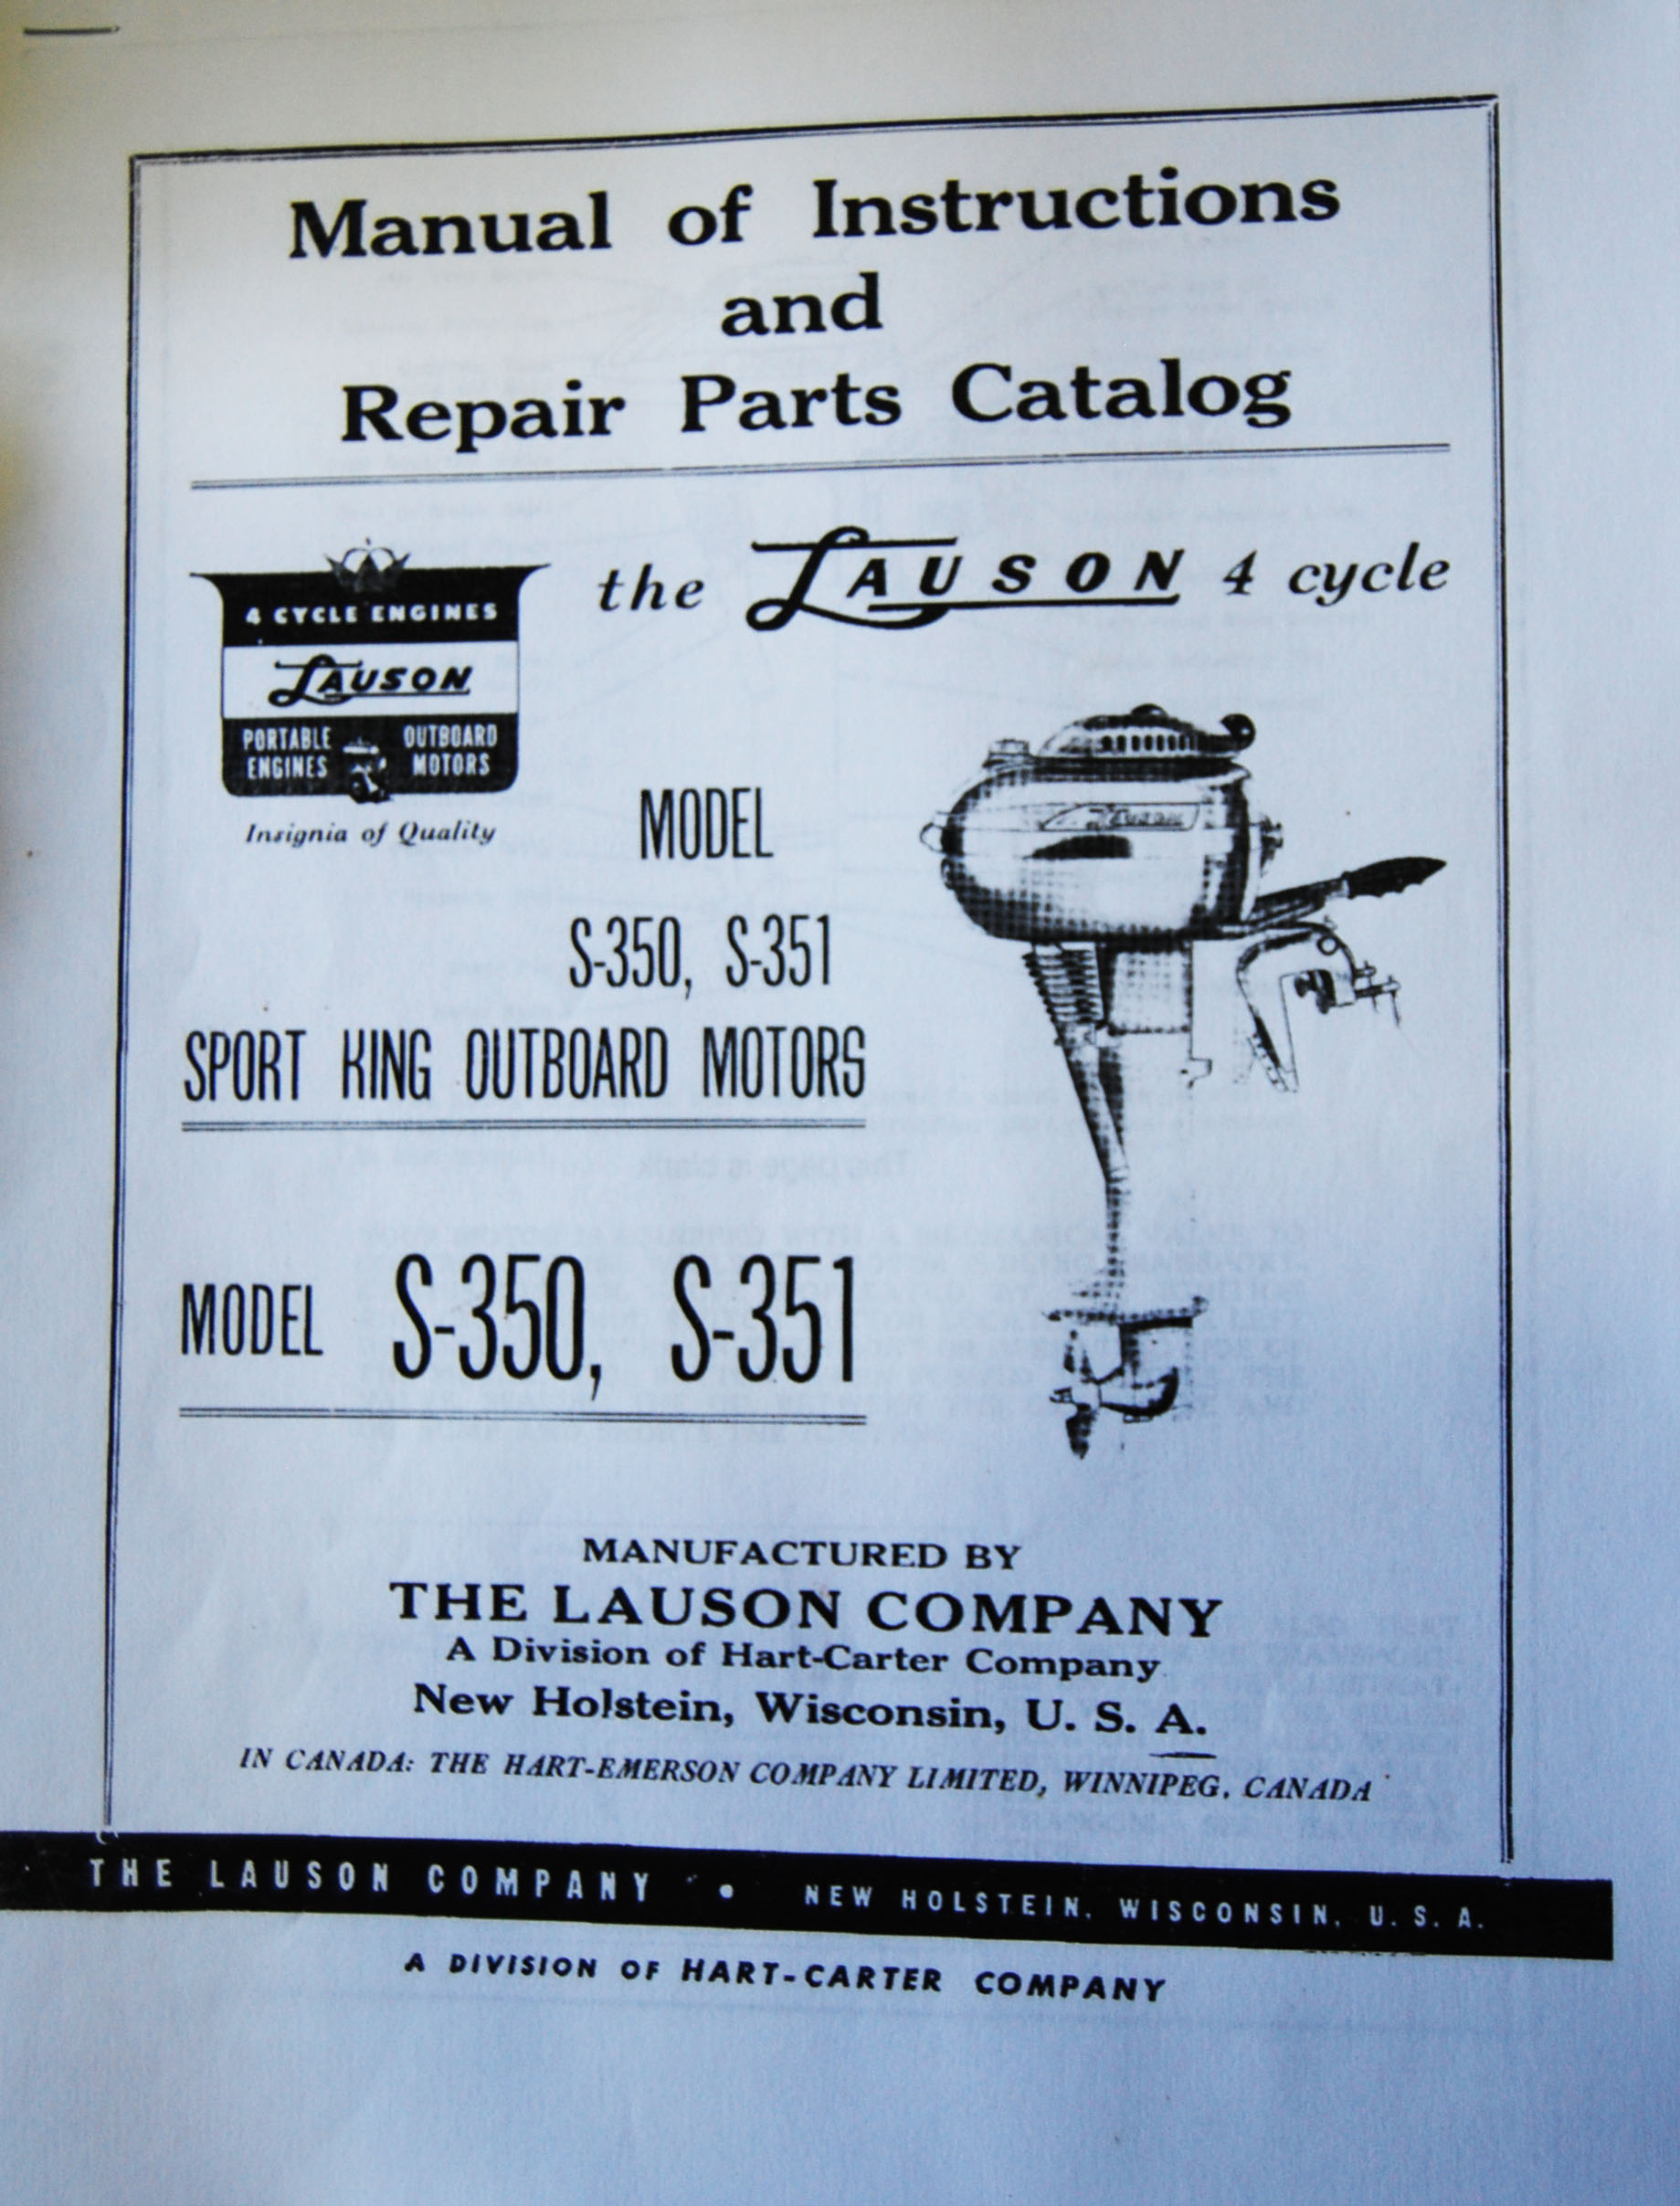 Manual of Instructions
and
Repair Parts Catalog
the LAUSON 4 cycle
4 CYCLE ENGINES
LAUSON
PORTABLE ENGINES
OUTBOARD MOTORS
Insignia of Quality
MODEL
S-350, S-351
SPORT KING OUTBOARD MOTORS
Lauson
MODEL S-350, S-351
MANUFACTURED BY
THE LAUSON COMPANY
A Division of Hart-Carter Company
New Holstein, Wisconsin, U. S. A.
IN CANADA: THE HART-EMERSON COMPANY LIMITED, WINNIPEG, CANADA
THE LAUSON COMPANY • NEW HOLSTEIN, WISCONSIN, U. S. A.
A DIVISION OF HART-CARTER COMPANY